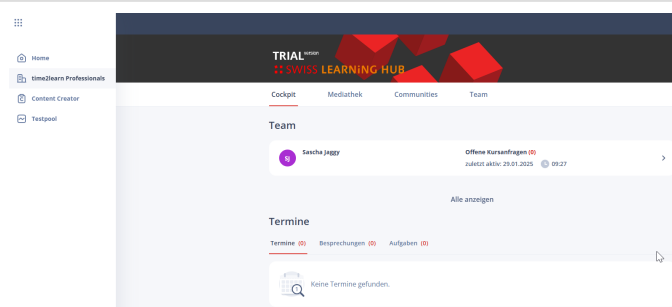 Home
time2learn Professionals
Content Creator
Testpool
TRIAL version
SWISS LEARNING HUB
Cockpit Mediathek Communities Team
Team
SJ
Sascha Jaggy Offene Kursanfragen (0)
zuletzt aktiv: 29.01.2025 09:27
Alle anzeigen
Termine
Termine (0) Besprechungen (0) Aufgaben (0)
Keine Termine gefunden.